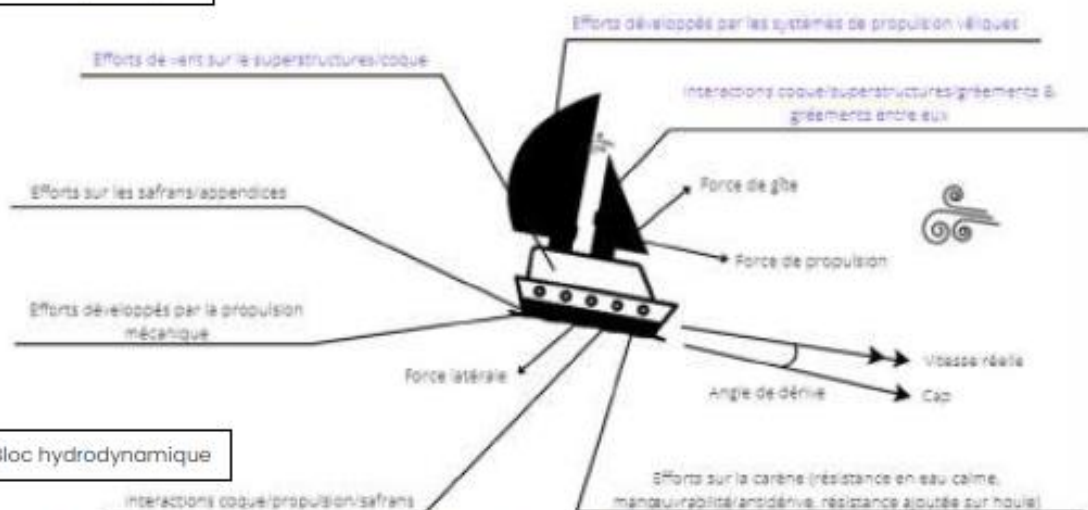 Efforts développés par les systèmes de propulsion véliques
Efforts de vent sur le superstructures/coque
Interactions coque/superstructures/gréements &
gréements entre eux
Efforts sur les safrans/appendices
Force de gîte
Force de propulsion
Efforts développés par la propulsion
mécanique
Force latérale
Vitesse réelle
Angle de dérive
Cap
Bloc hydrodynamique
Efforts sur la carène (résistance en eau calme,
manœuvrabilité/antidérive, résistance ajoutée sur houle)
Interactions coque/propulsion/safrans